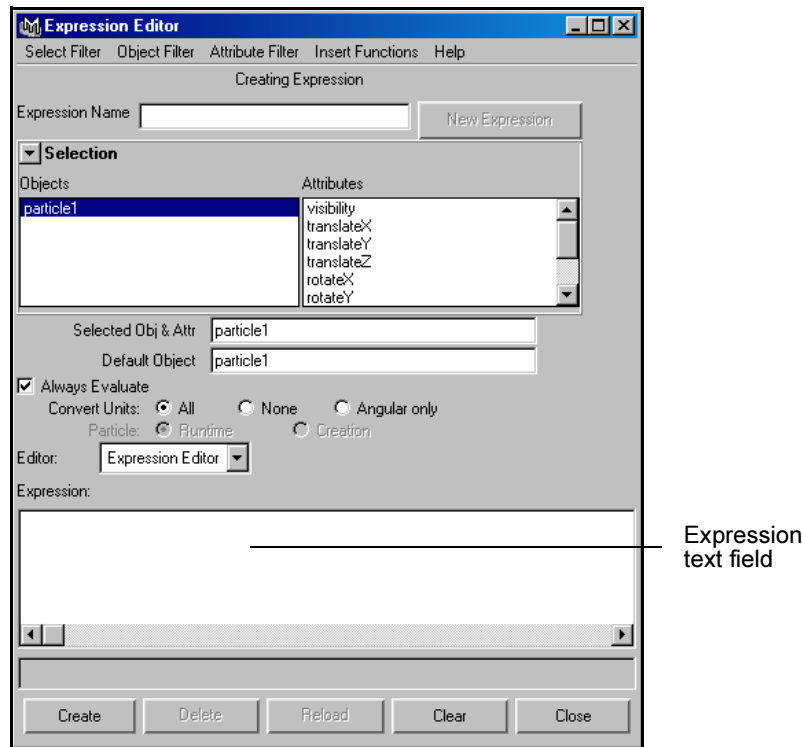 Expression Editor
Select Filter Object Filter Attribute Filter Insert Functions Help
Creating Expression
Expression Name New Expression
Selection
Objects Attributes
particle1 visibility
translateX
translateY
translateZ
rotateX
rotateY
Selected Obj & Attr particle1
Default Object particle1
Always Evaluate
Convert Units: All None Angular only
Particle: Runtime Creation
Editor: Expression Editor
Expression:
Expression
text field
Create Delete Reload Clear Close